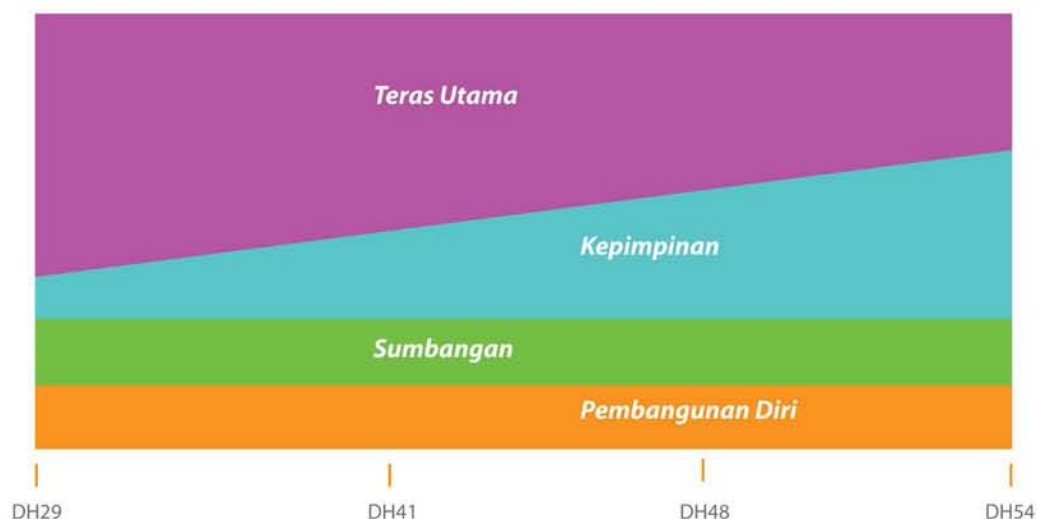 Teras Utama
Kepimpinan
Sumbangan
Pembangunan Diri
DH29
DH41
DH48
DH54